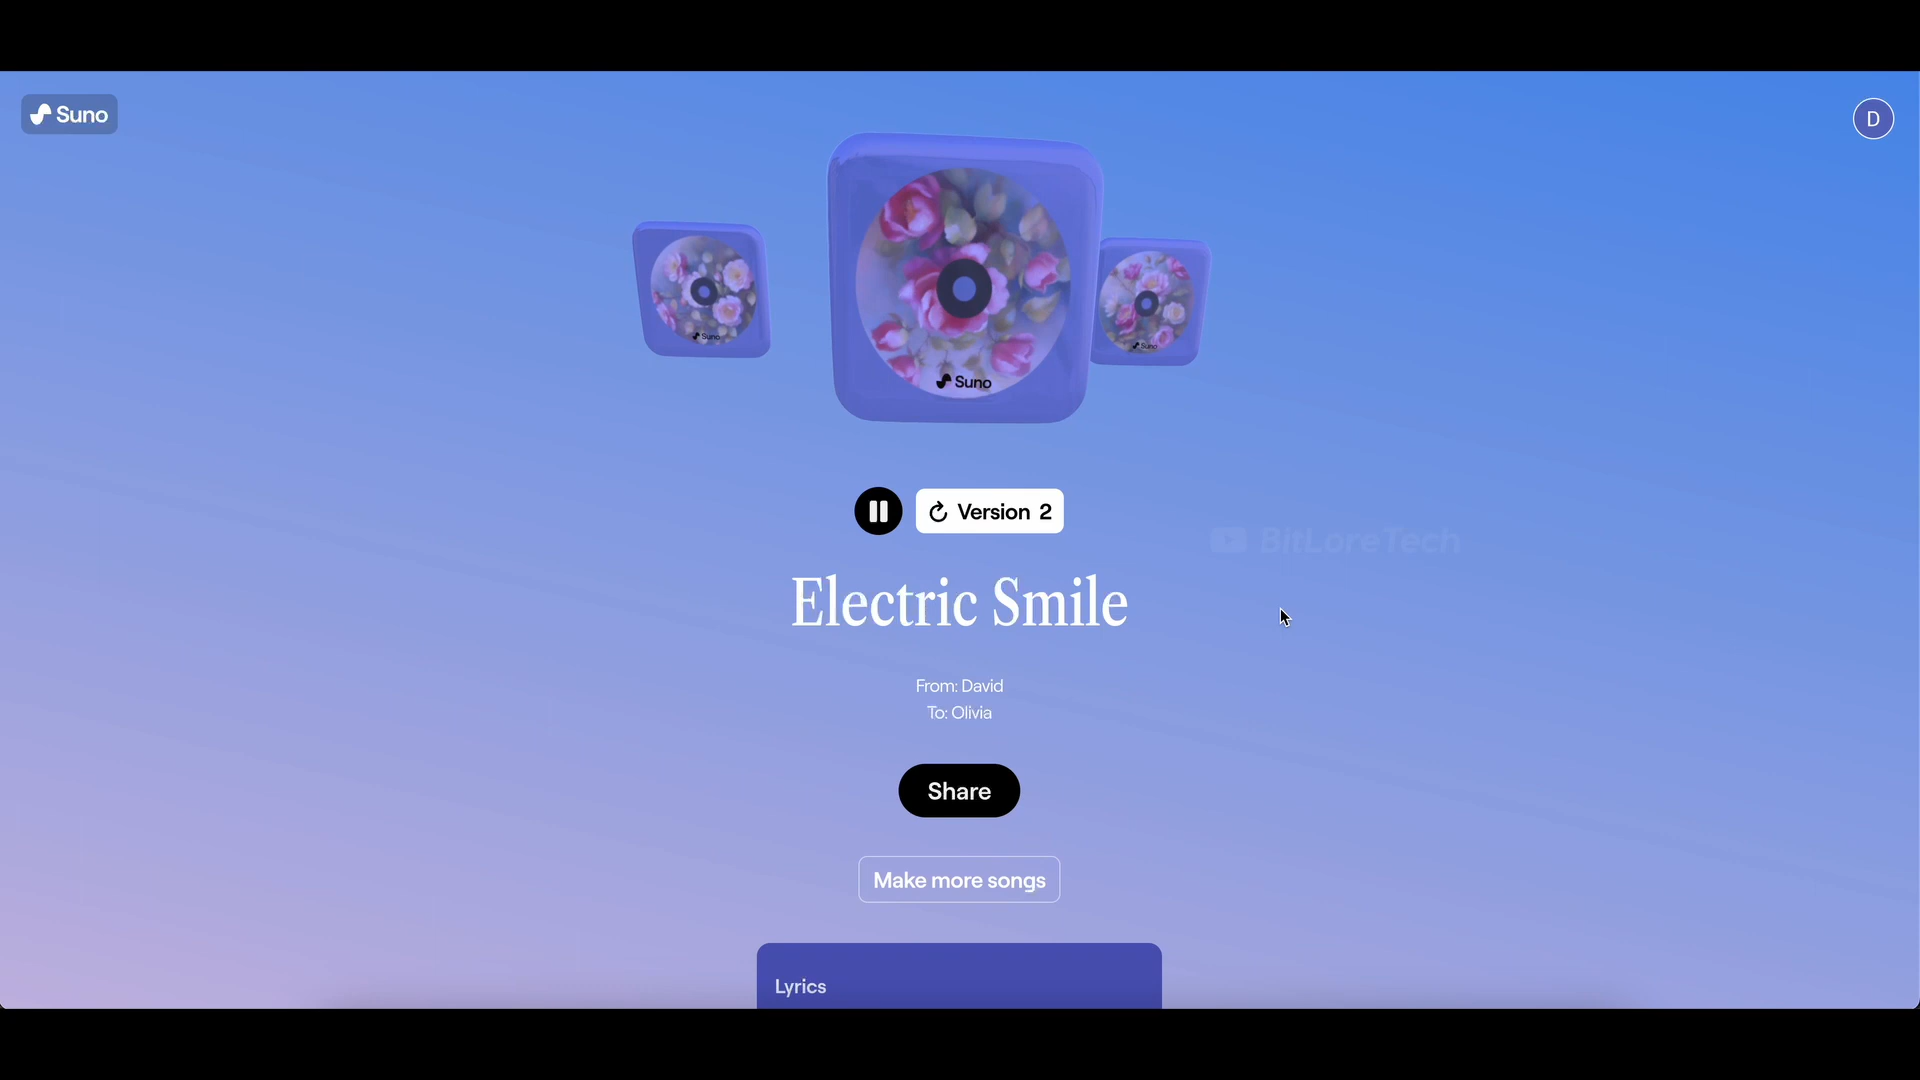 Suno
D
Suno
Suno
Suno
Version 2
BitLoreTech
Electric Smile
From: David
To: Olivia
Share
Make more songs
Lyrics